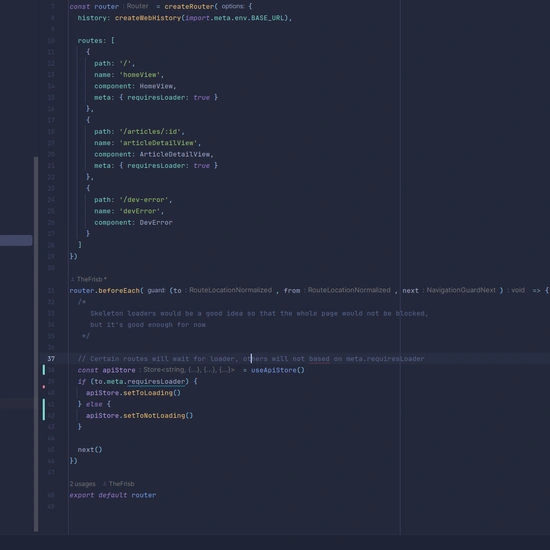 7 const router : Router = createRouter( options: {
8 history: createWebHistory(import.meta.env.BASE_URL),
9
10 routes: [
11 {
12 path: '/',
13 name: 'homeView',
14 component: HomeView,
15 meta: { requiresLoader: true }
16 },
17 {
18 path: '/articles/:id',
19 name: 'articleDetailView',
20 component: ArticleDetailView,
21 meta: { requiresLoader: true }
22 },
23 {
24 path: '/dev-error',
25 name: 'devError',
26 component: DevError
27 }
28 ]
29 })
30
TheFrisb *
31 router.beforeEach( guard: (to : RouteLocationNormalized , from : RouteLocationNormalized , next : NavigationGuardNext ) : void => {
32 /*
33 Skeleton loaders would be a good idea so that the whole page would not be blocked,
34 but it's good enough for now
35 */
36
37 // Certain routes will wait for loader, others will not based on meta.requiresLoader
38 const apiStore : Store<string, {...}, {...}, {...}> = useApiStore()
39 if (to.meta.requiresLoader) {
40 apiStore.setToLoading()
41 } else {
42 apiStore.setToNotLoading()
43 }
44
45 next()
46 })
47
2 usages TheFrisb
48 export default router
49